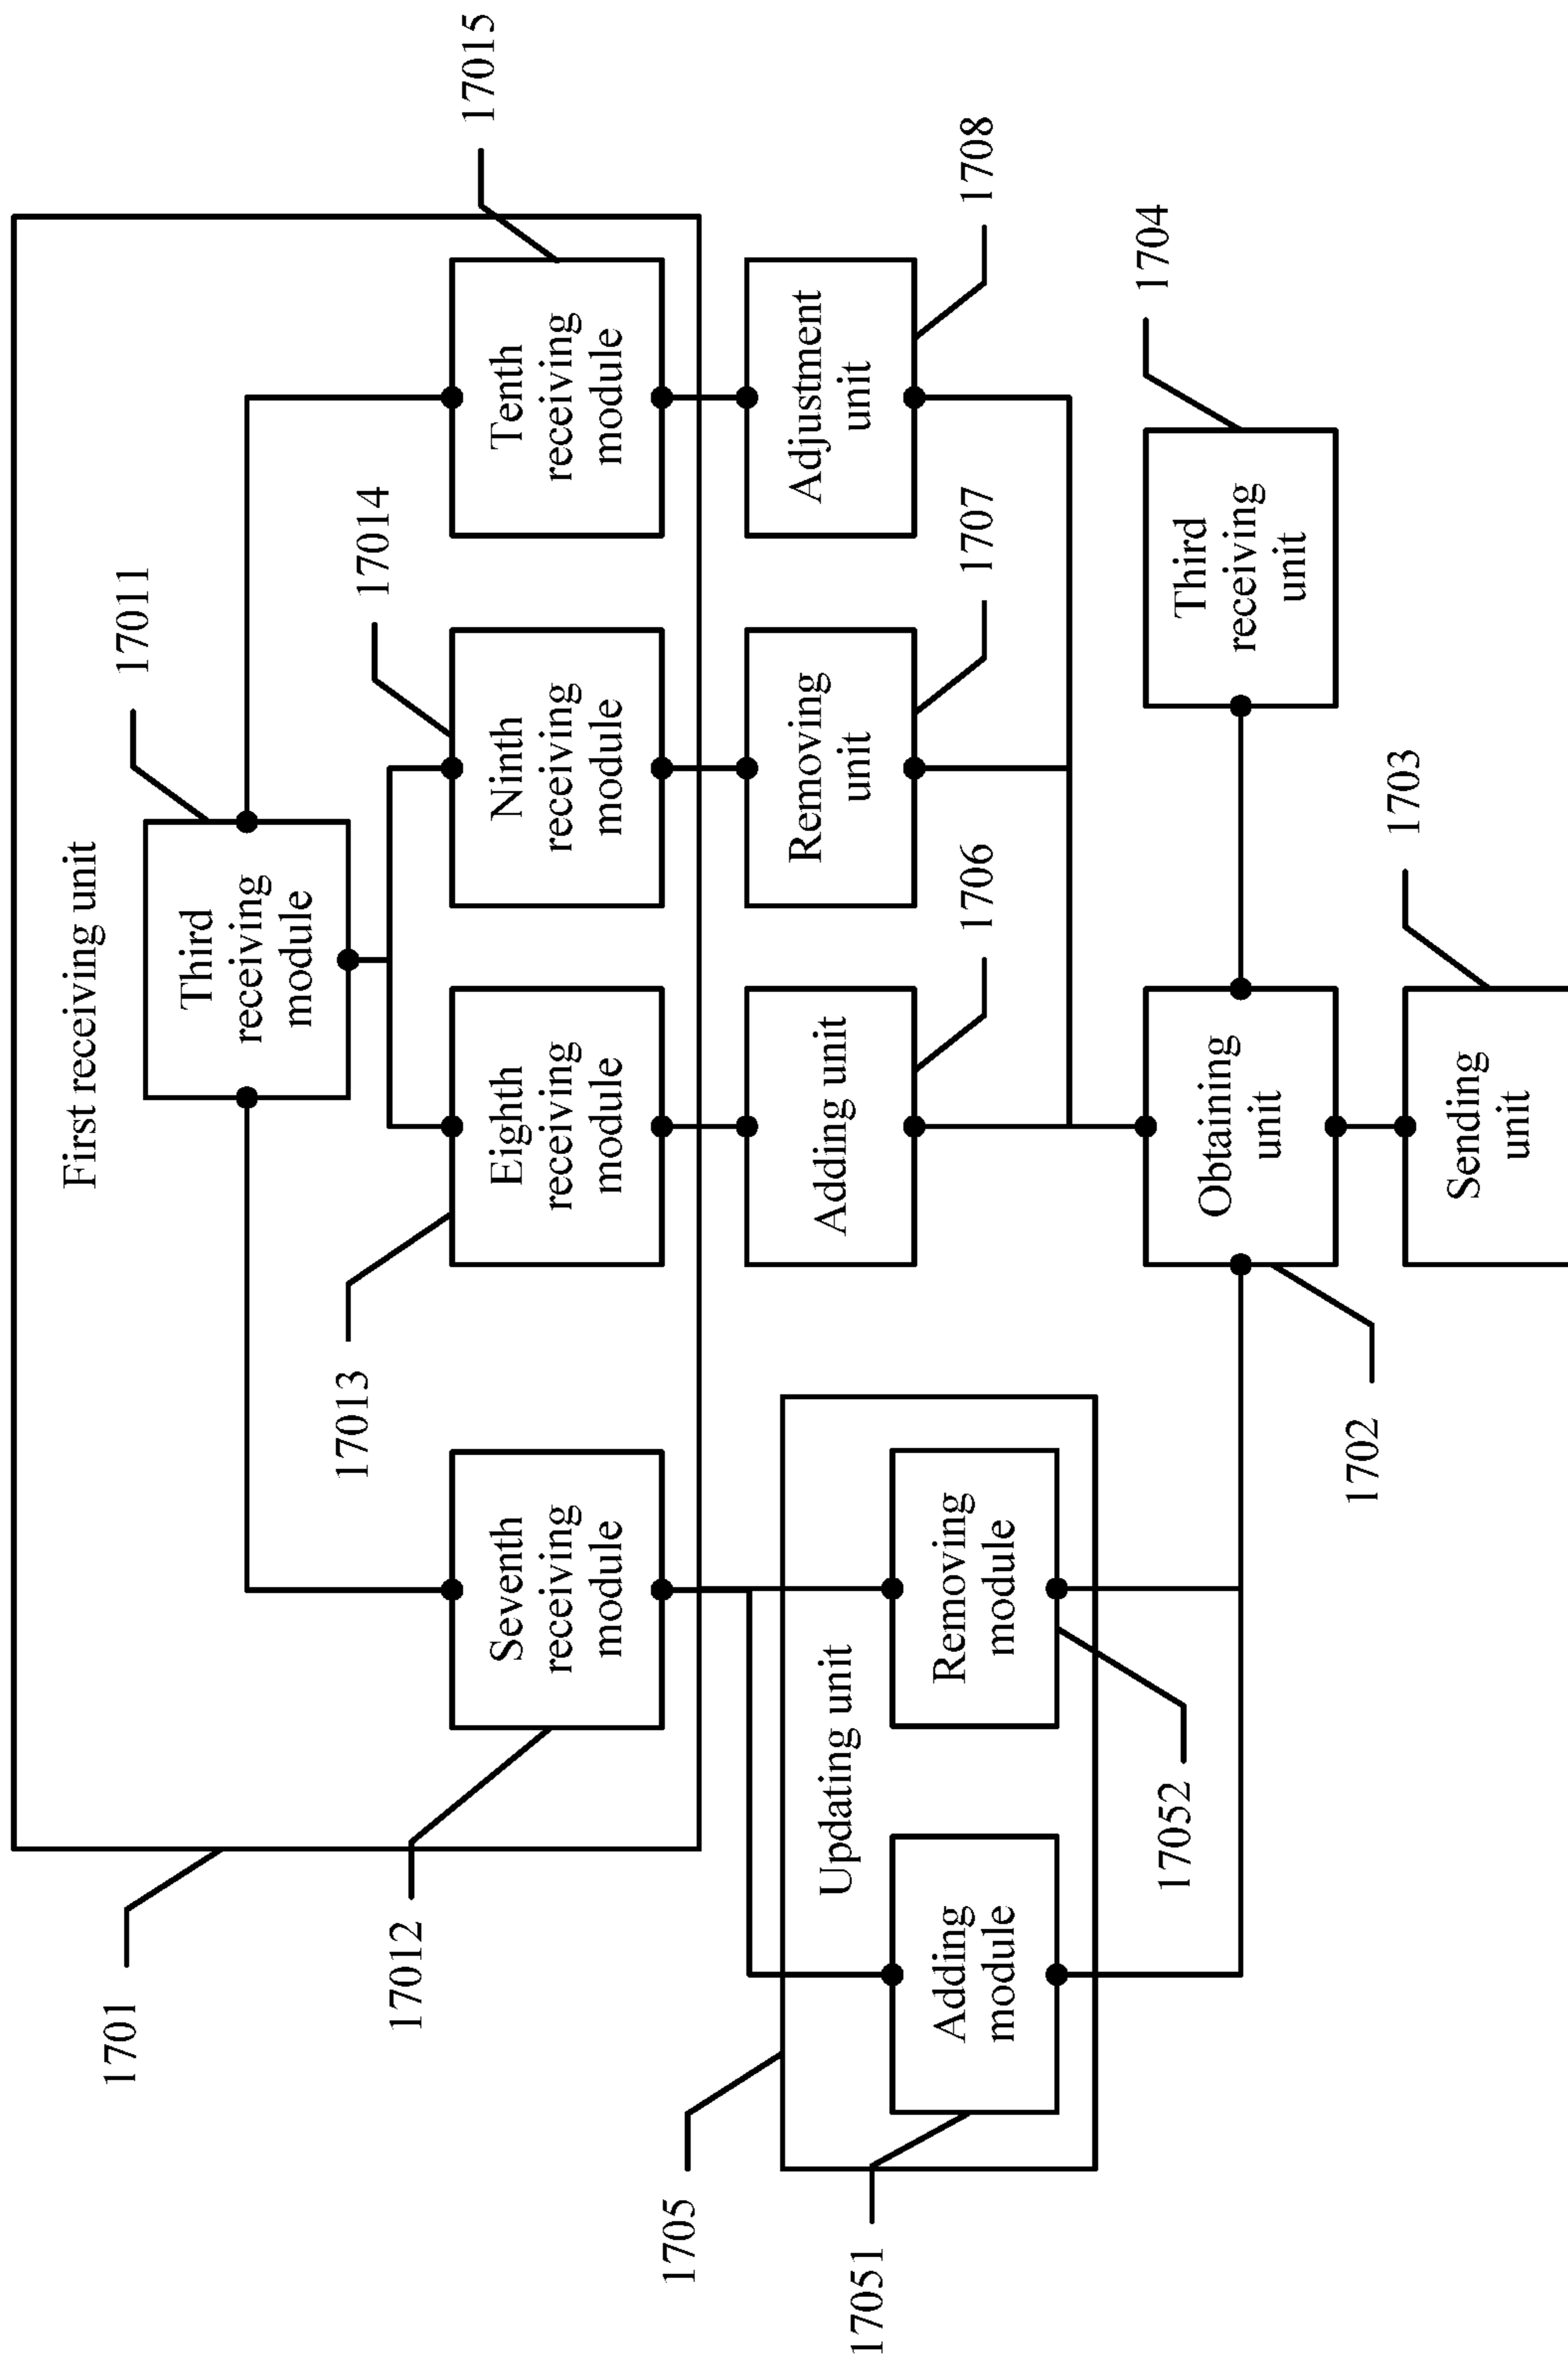 First receiving unit
17011
Third
receiving
module
17015
17014
17013
17012
1701
Seventh
receiving
module
Eighth
receiving
module
Ninth
receiving
module
Tenth
receiving
module
1705
Updating unit
Adding
module
17051
Removing
module
17052
Adding unit
1706
Removing
unit
1707
Adjustment
unit
1708
Obtaining
unit
1702
Third
receiving
unit
1704
Sending
unit
1703